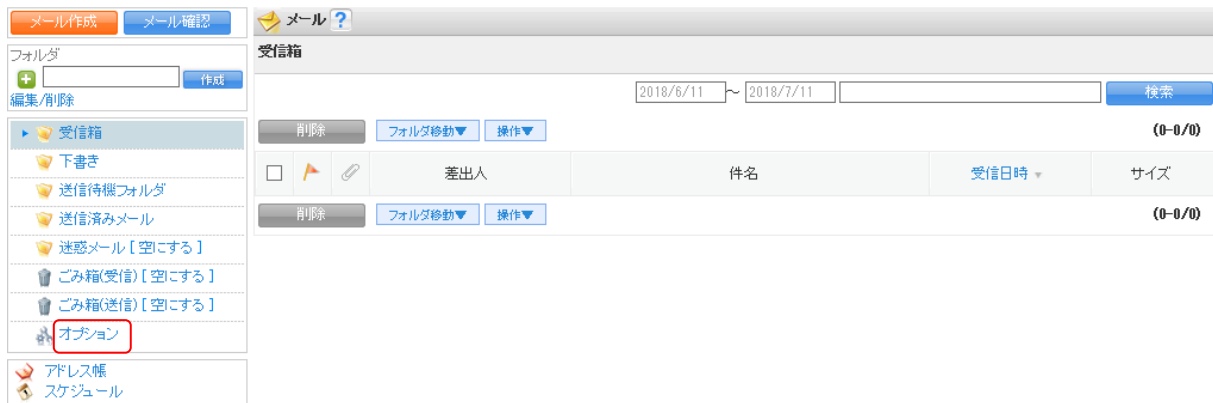 メール作成 メール確認
フォルダ
作成
編集/削除
受信箱
下書き
送信待機フォルダ
送信済みメール
迷惑メール [ 空にする ]
ごみ箱(受信) [ 空にする ]
ごみ箱(送信) [ 空にする ]
オプション
アドレス帳
スケジュール
メール ?
受信箱
2018/6/11 ～ 2018/7/11 検索
削除 フォルダ移動▼ 操作▼ (0-0/0)
差出人 件名 受信日時 ▼ サイズ
削除 フォルダ移動▼ 操作▼ (0-0/0)